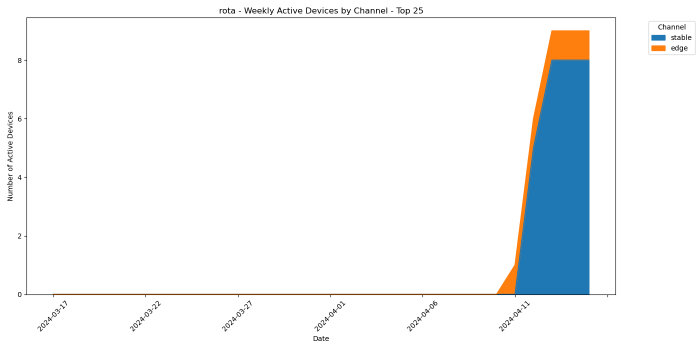 rota - Weekly Active Devices by Channel - Top 25
Channel
stable
edge
Number of Active Devices
8
6
4
2
0
2024-03-17
2024-03-22
2024-03-27
2024-04-01
2024-04-06
2024-04-11
Date